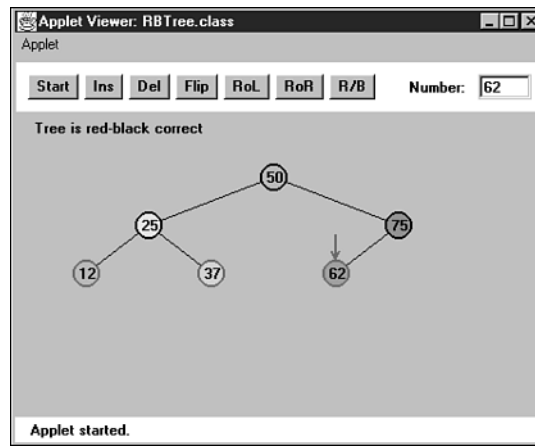 Applet Viewer: RBTree.class
Applet
Start Ins Del Flip RoL RoR R/B Number: 62
Tree is red-black correct
50
25 75
12 37 62
Applet started.